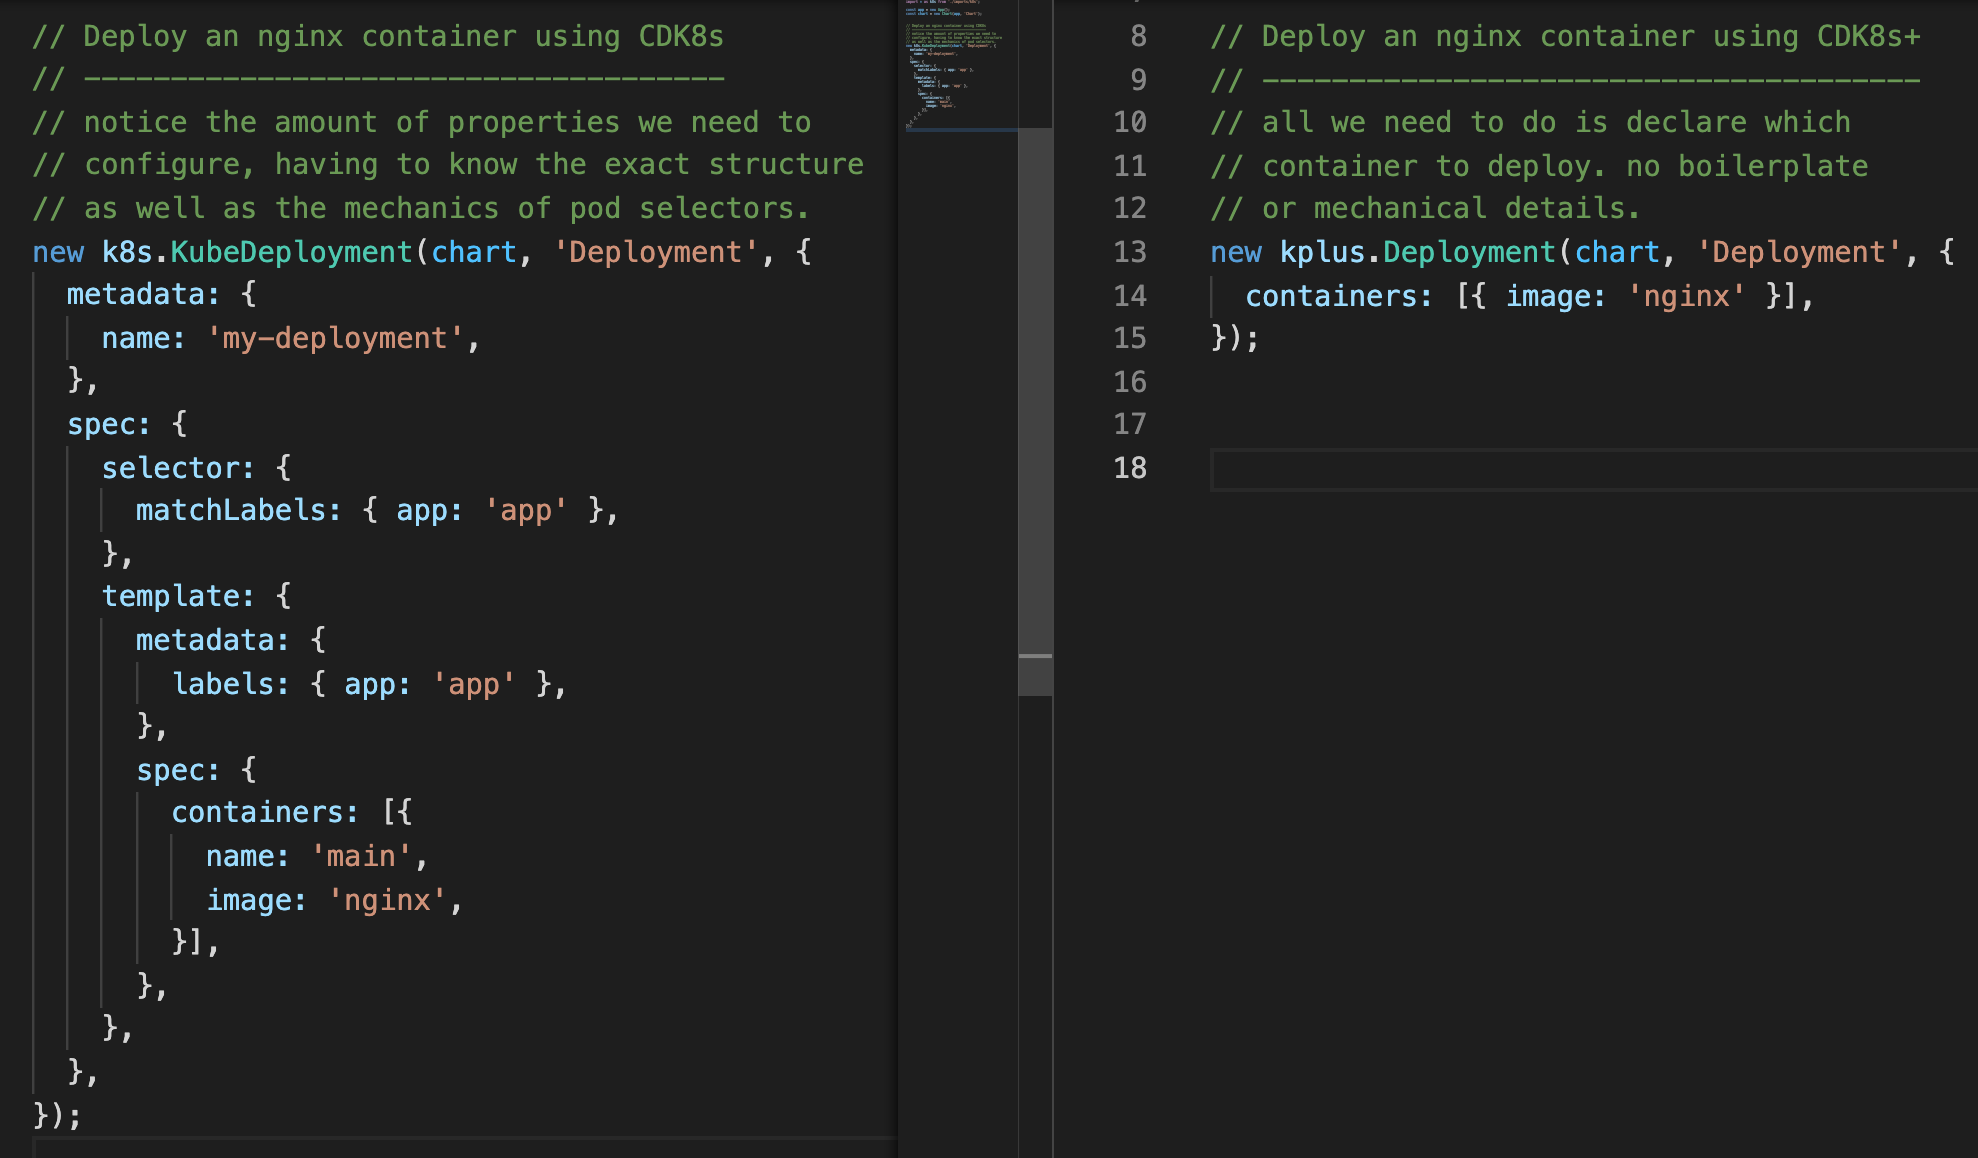 // Deploy an nginx container using CDK8s
// -------------------------------------
// notice the amount of properties we need to
// configure, having to know the exact structure
// as well as the mechanics of pod selectors.
new k8s.KubeDeployment(chart, 'Deployment', {
  metadata: {
    name: 'my-deployment',
  },
  spec: {
    selector: {
      matchLabels: { app: 'app' },
    },
    template: {
      metadata: {
        labels: { app: 'app' },
      },
      spec: {
        containers: [{
          name: 'main',
          image: 'nginx',
        }],
      },
    },
  },
});
8 // Deploy an nginx container using CDK8s+
9 // --------------------------------------
10 // all we need to do is declare which
11 // container to deploy. no boilerplate
12 // or mechanical details.
13 new kplus.Deployment(chart, 'Deployment', {
14   containers: [{ image: 'nginx' }],
15 });
16
17
18